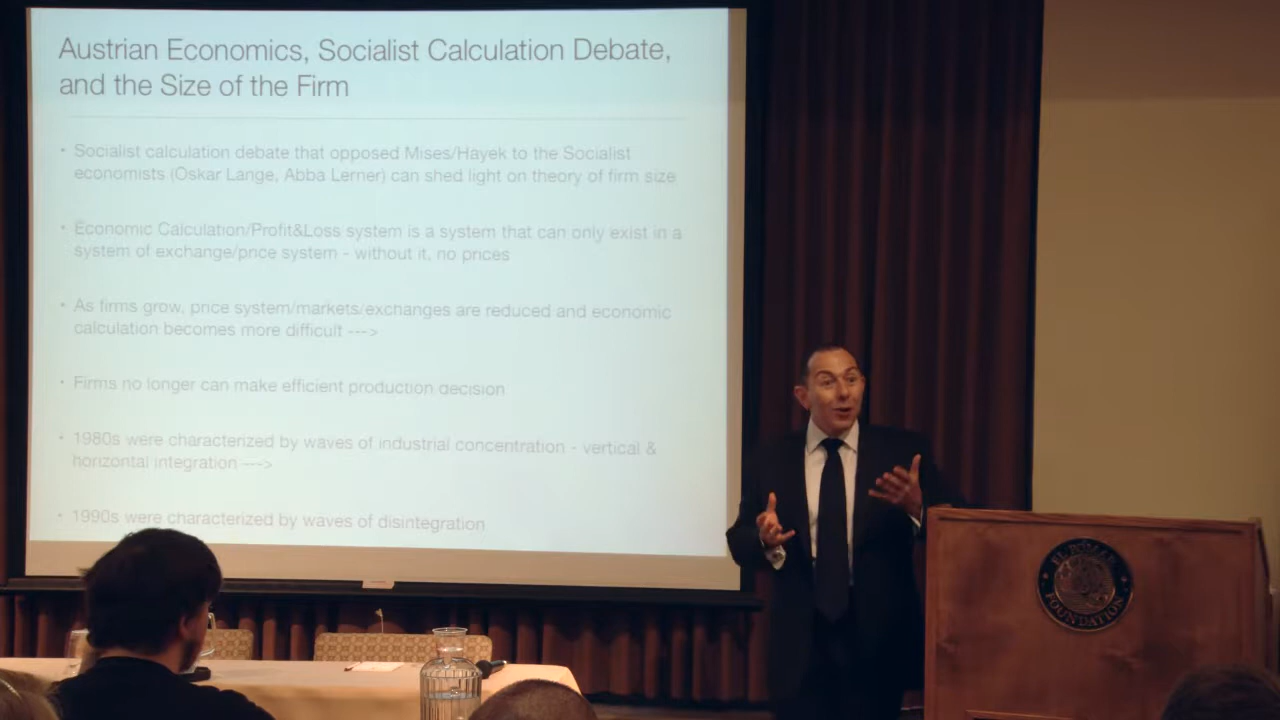 Austrian Economics, Socialist Calculation Debate,
and the Size of the Firm
• Socialist calculation debate that opposed Mises/Hayek to the Socialist
economists (Oskar Lange, Abba Lerner) can shed light on theory of firm size
• Economic Calculation/Profit&Loss system is a system that can only exist in a
system of exchange/price system - without it, no prices
• As firms grow, price system/markets/exchanges are reduced and economic
calculation becomes more difficult --->
• Firms no longer can make efficient production decision
• 1980s were characterized by waves of industrial concentration - vertical &
horizontal integration --->
• 1990s were characterized by waves of disintegration
EL POMAR
FOUNDATION